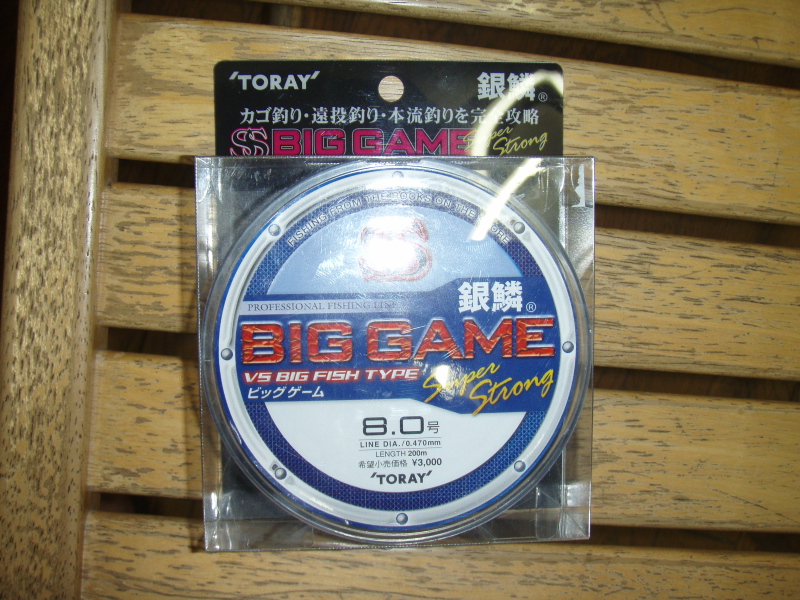 'TORAY' 銀鱗®
カゴ釣り・遠投釣り・本流釣りを完全攻略
SS BIG GAME Super Strong
FISHING FROM THE ROCKS ON THE SHORE
SS
PROFESSIONAL FISHING LINE 銀鱗®
BIG GAME
VS BIG FISH TYPE Super Strong
ビッグゲーム
8.0号
LINE DIA./0.470mm
LENGTH 200m
希望小売価格 ¥3,000
'TORAY'